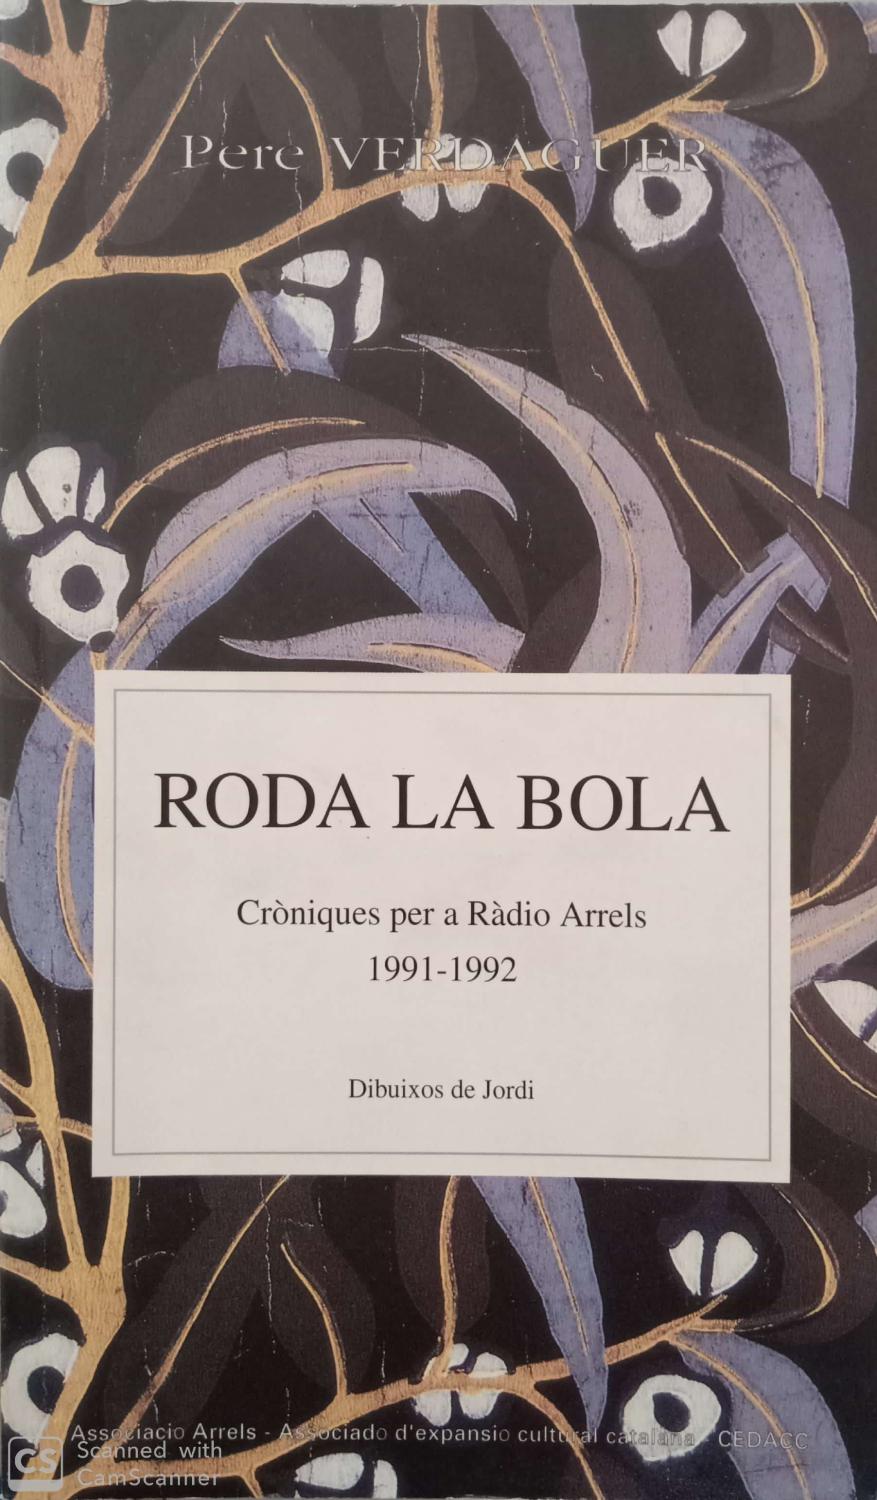 Pere VERDAGUER
RODA LA BOLA
Cròniques per a Ràdio Arrels
1991-1992
Dibuixos de Jordi
Associacio Arrels - Associado d'expansio cultural catalana - CEDACC
CS Scanned with
CamScanner